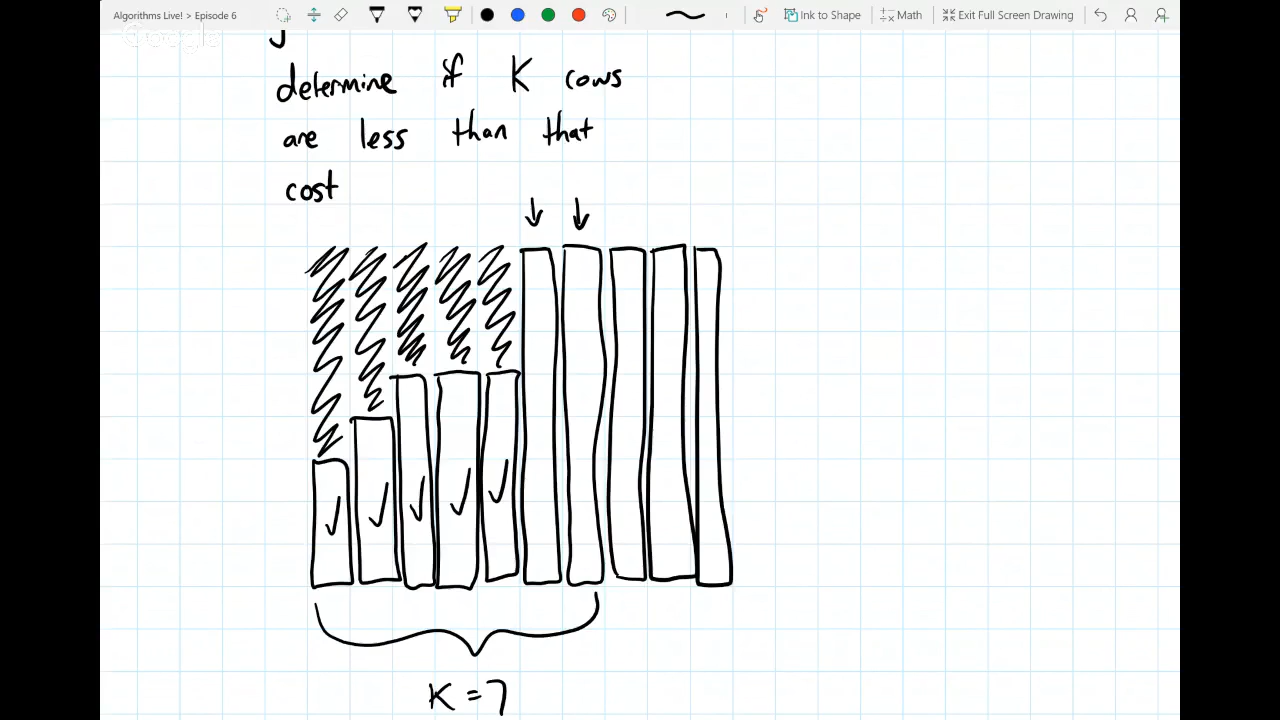 Algorithms Live! > Episode 6
Ink to Shape
Math
Exit Full Screen Drawing
Google
determine if K cows
are less than that
cost
K = 7